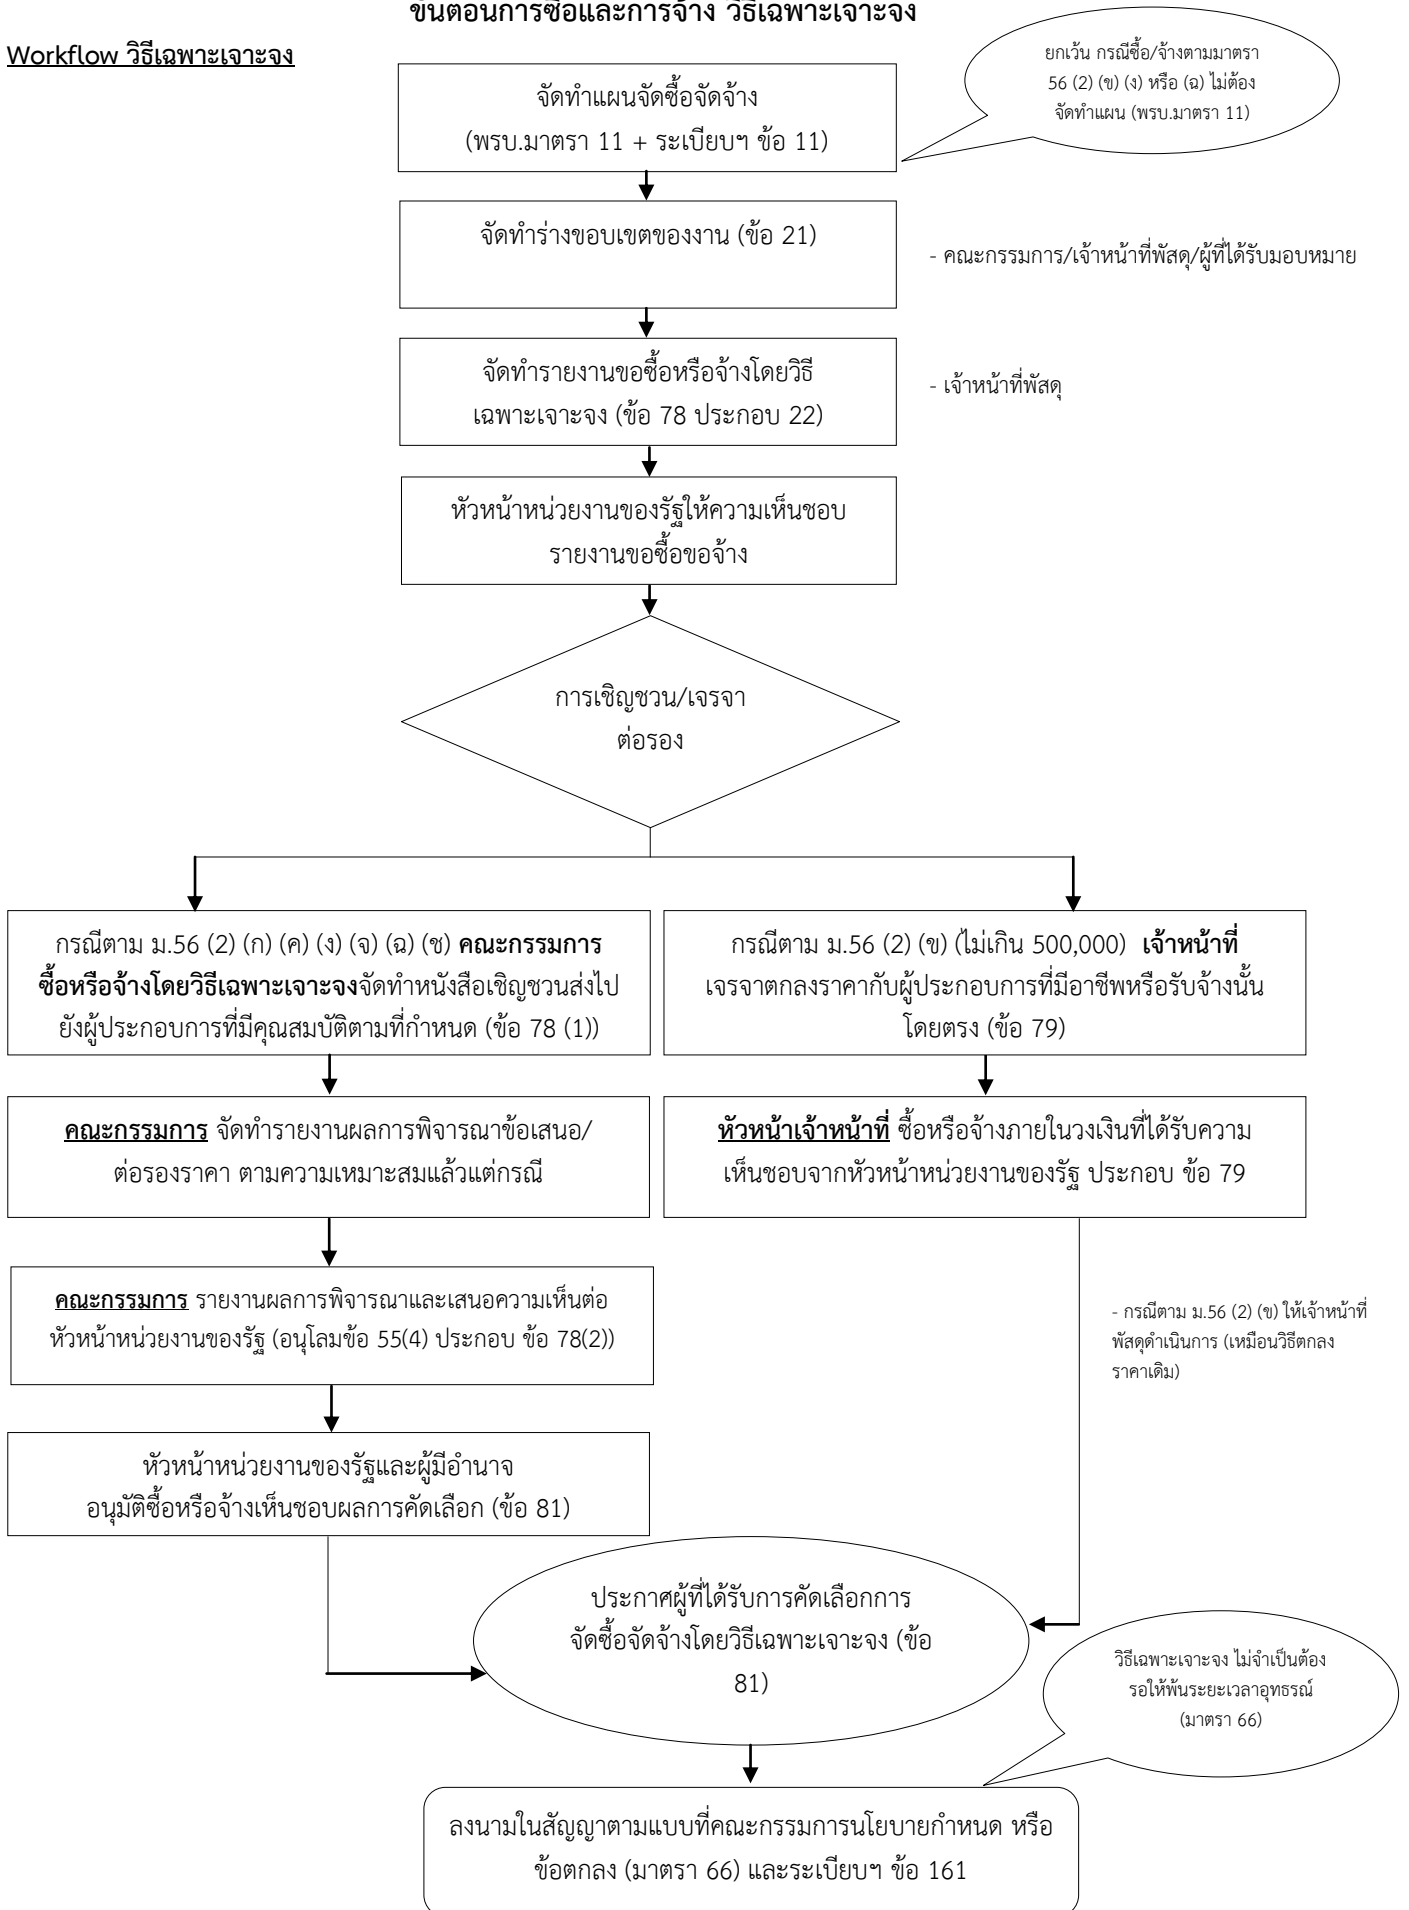 ขั้นตอนการซื้อและการจ้าง วิธีเฉพาะเจาะจง
Workflow วิธีเฉพาะเจาะจง
ยกเว้น กรณีซื้อ/จ้างตามมาตรา
56 (2) (ข) (ง) หรือ (ฉ) ไม่ต้อง
จัดทำแผน (พรบ.มาตรา 11)
จัดทำแผนจัดซื้อจัดจ้าง
(พรบ.มาตรา 11 + ระเบียบฯ ข้อ 11)
จัดทำร่างขอบเขตของงาน (ข้อ 21)
- คณะกรรมการ/เจ้าหน้าที่พัสดุ/ผู้ที่ได้รับมอบหมาย
จัดทำรายงานขอซื้อหรือจ้างโดยวิธี
เฉพาะเจาะจง (ข้อ 78 ประกอบ 22)
- เจ้าหน้าที่พัสดุ
หัวหน้าหน่วยงานของรัฐให้ความเห็นชอบ
รายงานขอซื้อขอจ้าง
การเชิญชวน/เจรจา
ต่อรอง
กรณีตาม ม.56 (2) (ก) (ค) (ง) (จ) (ฉ) (ช) คณะกรรมการ
ซื้อหรือจ้างโดยวิธีเฉพาะเจาะจงจัดทำหนังสือเชิญชวนส่งไป
ยังผู้ประกอบการที่มีคุณสมบัติตามที่กำหนด (ข้อ 78 (1))
กรณีตาม ม.56 (2) (ข) (ไม่เกิน 500,000) เจ้าหน้าที่
เจรจาตกลงราคากับผู้ประกอบการที่มีอาชีพหรือรับจ้างนั้น
โดยตรง (ข้อ 79)
คณะกรรมการ จัดทำรายงานผลการพิจารณาข้อเสนอ/
ต่อรองราคา ตามความเหมาะสมแล้วแต่กรณี
หัวหน้าเจ้าหน้าที่ ซื้อหรือจ้างภายในวงเงินที่ได้รับความ
เห็นชอบจากหัวหน้าหน่วยงานของรัฐ ประกอบ ข้อ 79
คณะกรรมการ รายงานผลการพิจารณาและเสนอความเห็นต่อ
หัวหน้าหน่วยงานของรัฐ (อนุโลมข้อ 55(4) ประกอบ ข้อ 78(2))
- กรณีตาม ม.56 (2) (ข) ให้เจ้าหน้าที่
พัสดุดำเนินการ (เหมือนวิธีตกลง
ราคาเดิม)
หัวหน้าหน่วยงานของรัฐและผู้มีอำนาจ
อนุมัติซื้อหรือจ้างเห็นชอบผลการคัดเลือก (ข้อ 81)
ประกาศผู้ที่ได้รับการคัดเลือกการ
จัดซื้อจัดจ้างโดยวิธีเฉพาะเจาะจง (ข้อ
81)
วิธีเฉพาะเจาะจง ไม่จำเป็นต้อง
รอให้พ้นระยะเวลาอุทธรณ์
(มาตรา 66)
ลงนามในสัญญาตามแบบที่คณะกรรมการนโยบายกำหนด หรือ
ข้อตกลง (มาตรา 66) และระเบียบฯ ข้อ 161